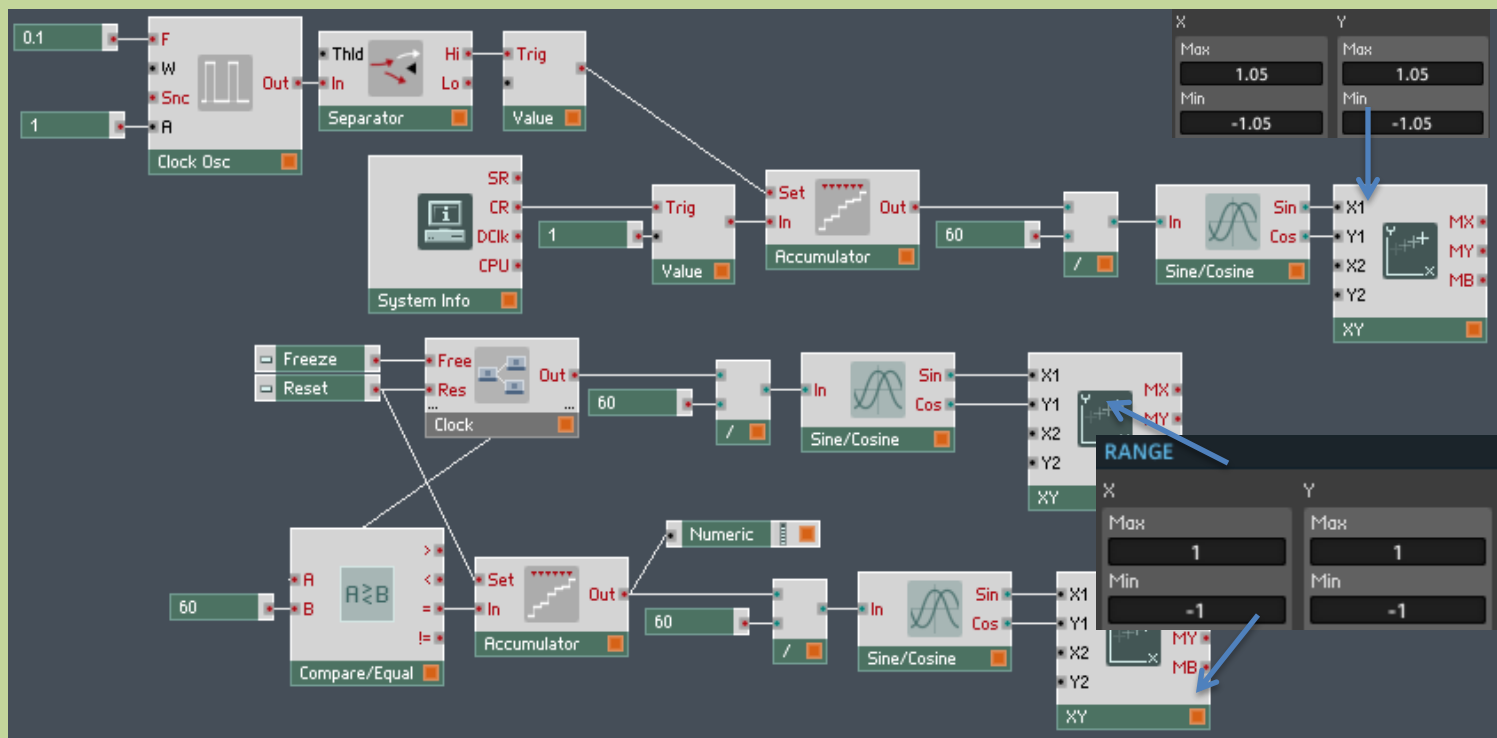 0.1
F
W
Snc
A
Out
Clock Osc
1
Thld
In
Hi
Lo
Separator
Trig
Value
X
Y
Max
Max
1.05
1.05
Min
Min
-1.05
-1.05
SR
CR
DClk
CPU
System Info
1
Trig
Value
Set
In
Out
Accumulator
60
/
In
Sin
Cos
Sine/Cosine
X1
Y1
X2
Y2
MX
MY
MB
Y
X
XY
Freeze
Reset
Free
Res
Out
...
...
Clock
60
/
In
Sin
Cos
Sine/Cosine
X1
Y1
X2
Y2
MX
MY
Y
XY
RANGE
X
Y
Max
Max
1
1
Min
Min
-1
-1
60
A
B
A≷B
>
<
=
!=
Compare/Equal
Set
In
Out
Accumulator
Numeric
60
/
In
Sin
Cos
Sine/Cosine
X1
Y1
X2
Y2
MY
MB
X
XY